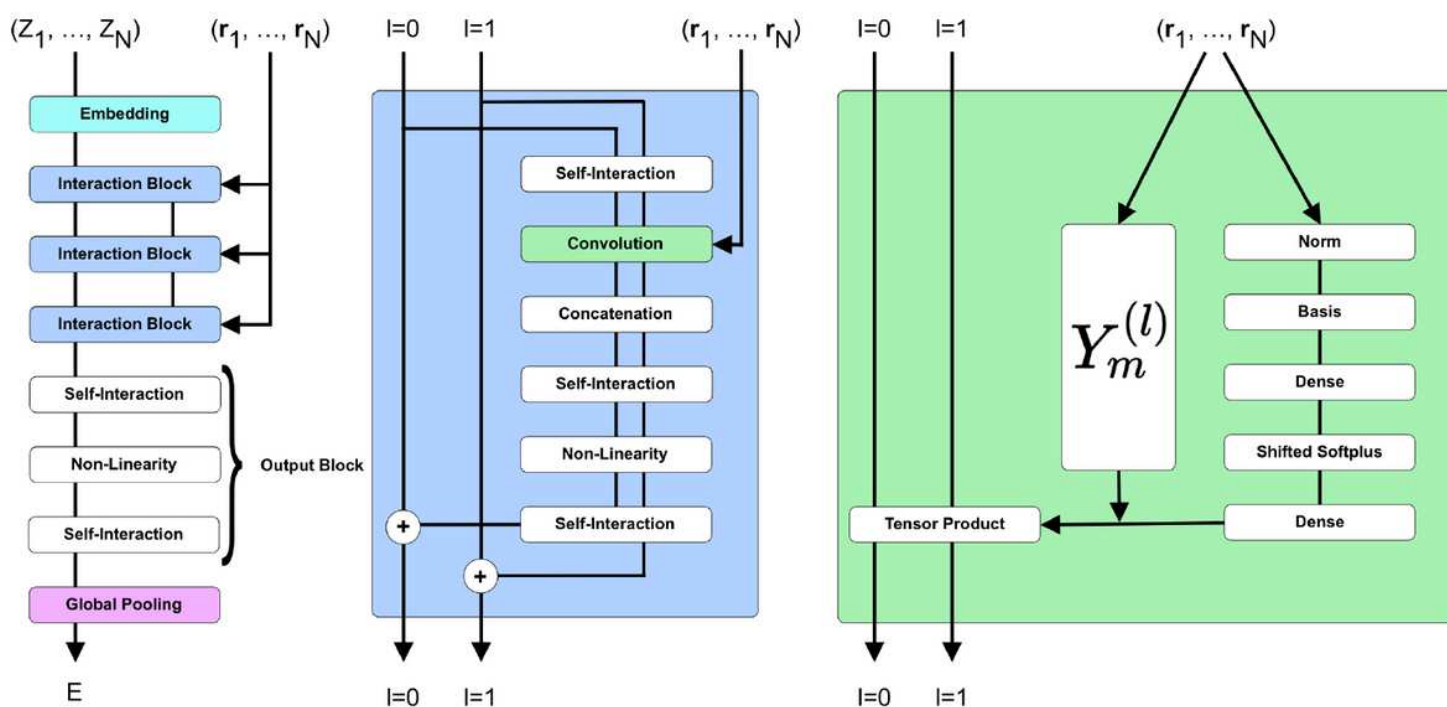 (Z1, ..., ZN)
(r1, ..., rN)
Embedding
Interaction Block
Interaction Block
Interaction Block
Self-Interaction
Non-Linearity
Self-Interaction
Output Block
Global Pooling
E
l=0
l=1
(r1, ..., rN)
Self-Interaction
Convolution
Concatenation
Self-Interaction
Non-Linearity
Self-Interaction
+
+
l=0
l=1
l=0
l=1
(r1, ..., rN)
Y_m^(l)
Norm
Basis
Dense
Shifted Softplus
Dense
Tensor Product
l=0
l=1